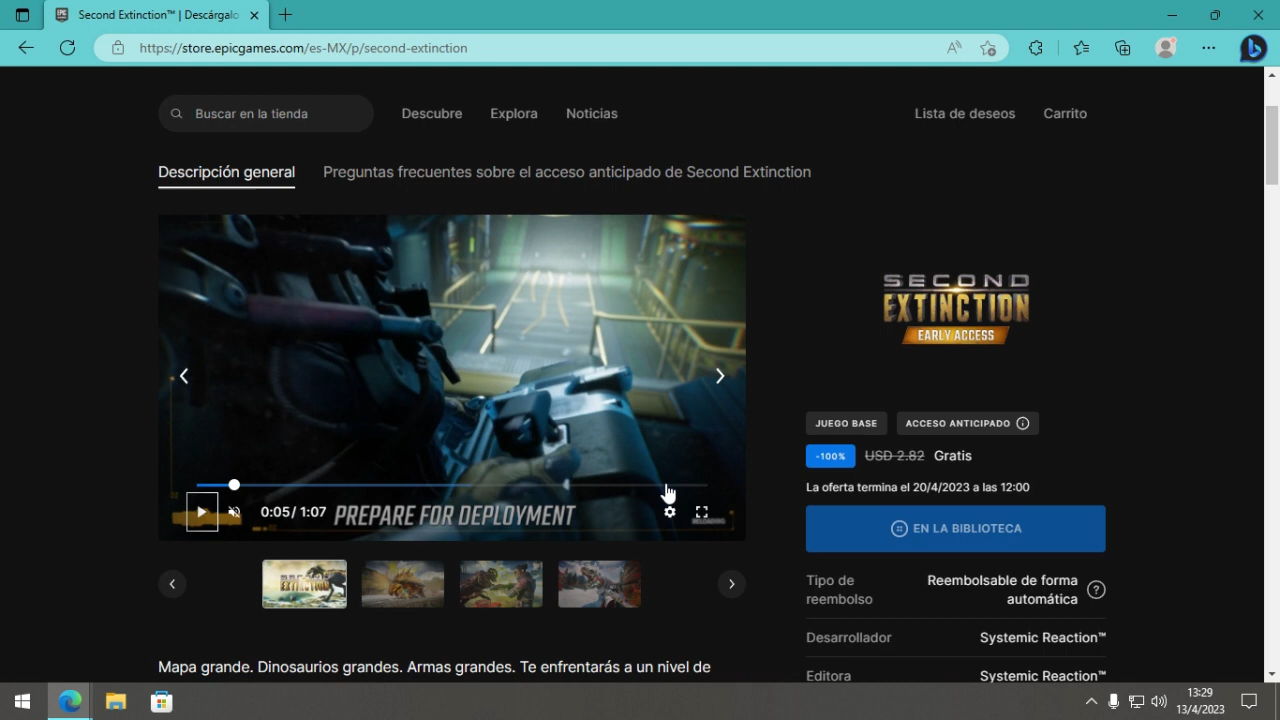 Second Extinction™ | Descárgalo
https://store.epicgames.com/es-MX/p/second-extinction
Buscar en la tienda
Descubre
Explora
Noticias
Lista de deseos
Carrito
Descripción general
Preguntas frecuentes sobre el acceso anticipado de Second Extinction
0:05 / 1:07
PREPARE FOR DEPLOYMENT
RELOADING
SECOND
EXTINCTION
EARLY ACCESS
JUEGO BASE
ACCESO ANTICIPADO
-100%
USD 2.82
Gratis
La oferta termina el 20/4/2023 a las 12:00
EN LA BIBLIOTECA
Tipo de
reembolso
Reembolsable de forma
automática
Desarrollador
Systemic Reaction™
Editora
Systemic Reaction™
Mapa grande. Dinosaurios grandes. Armas grandes. Te enfrentarás a un nivel de
13:29
13/4/2023